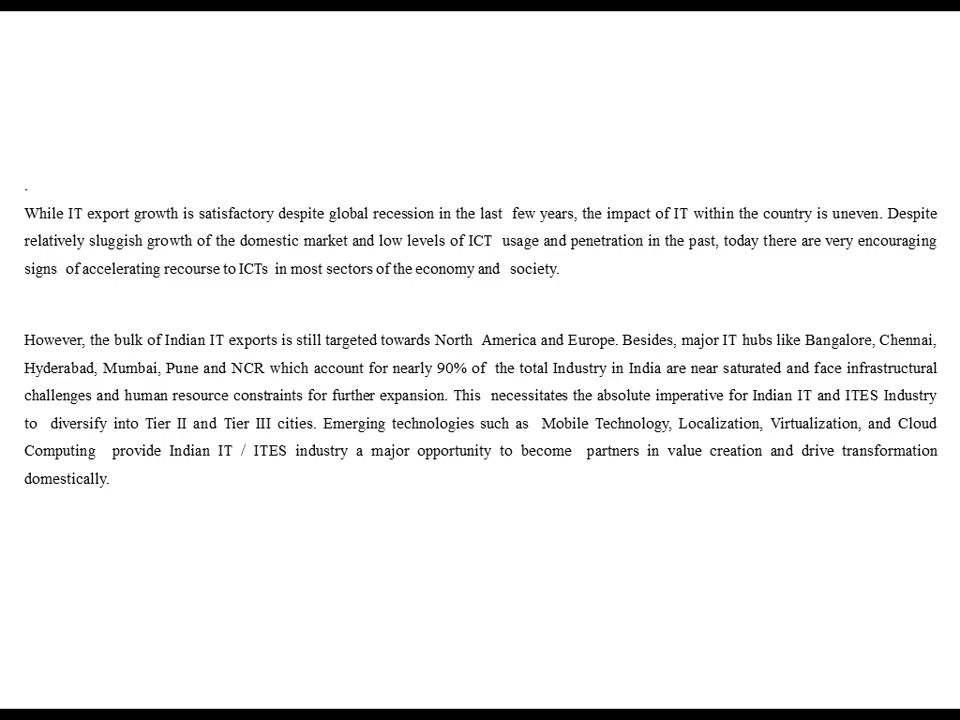 .
While IT export growth is satisfactory despite global recession in the last few years, the impact of IT within the country is uneven. Despite
relatively sluggish growth of the domestic market and low levels of ICT usage and penetration in the past, today there are very encouraging
signs of accelerating recourse to ICTs in most sectors of the economy and society.
However, the bulk of Indian IT exports is still targeted towards North America and Europe. Besides, major IT hubs like Bangalore, Chennai,
Hyderabad, Mumbai, Pune and NCR which account for nearly 90% of the total Industry in India are near saturated and face infrastructural
challenges and human resource constraints for further expansion. This necessitates the absolute imperative for Indian IT and ITES Industry
to diversify into Tier II and Tier III cities. Emerging technologies such as Mobile Technology, Localization, Virtualization, and Cloud
Computing provide Indian IT / ITES industry a major opportunity to become partners in value creation and drive transformation
domestically.